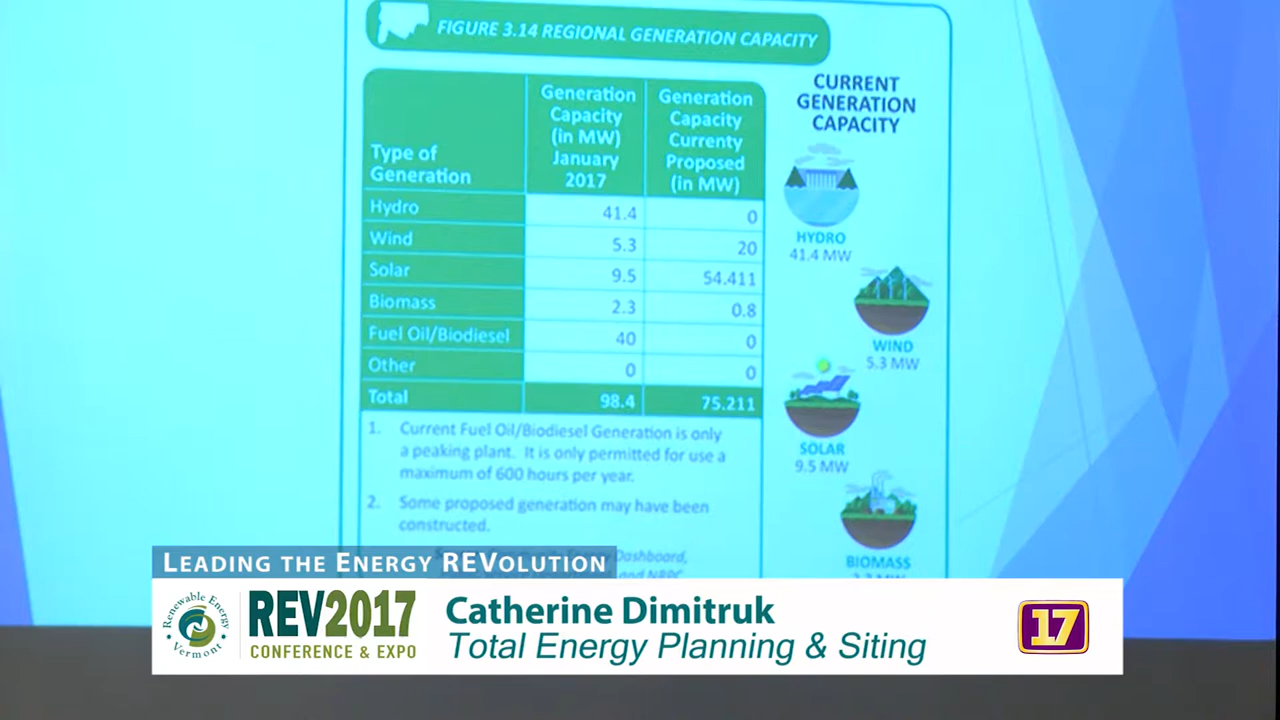 FIGURE 3.14 REGIONAL GENERATION CAPACITY
Type of
Generation
Generation
Capacity
(in MW)
January
2017
Generation
Capacity
Currenty
Proposed
(in MW)
Hydro 41.4 0
Wind 5.3 20
Solar 9.5 54.411
Biomass 2.3 0.8
Fuel Oil/Biodiesel 40 0
Other 0 0
Total 98.4 75.211
1. Current Fuel Oil/Biodiesel Generation is only
a peaking plant. It is only permitted for use a
maximum of 600 hours per year.
2. Some proposed generation may have been
constructed.
Dashboard,
and NRPC
CURRENT
GENERATION
CAPACITY
HYDRO
41.4 MW
WIND
5.3 MW
SOLAR
9.5 MW
BIOMASS
LEADING THE ENERGY REVOLUTION
Renewable Energy
Vermont
REV2017
CONFERENCE & EXPO
Catherine Dimitruk
Total Energy Planning & Siting
17